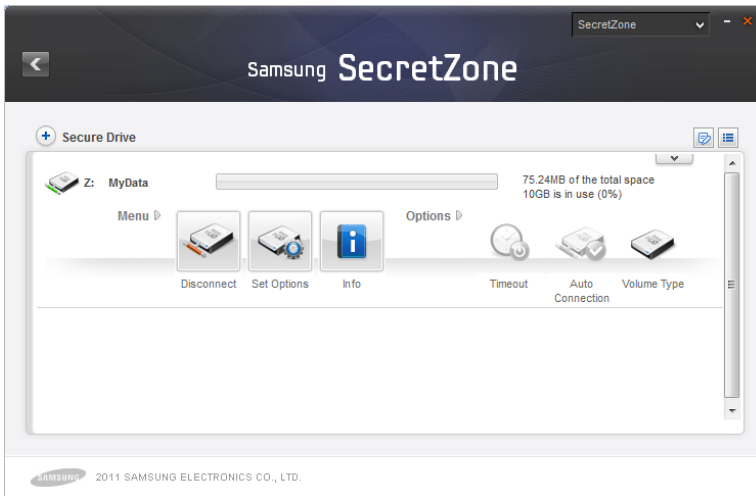 SecretZone
Samsung SecretZone
Secure Drive
Z: MyData
75.24MB of the total space
10GB is in use (0%)
Menu
Options
Disconnect
Set Options
Info
Timeout
Auto
Connection
Volume Type
SAMSUNG
2011 SAMSUNG ELECTRONICS CO., LTD.